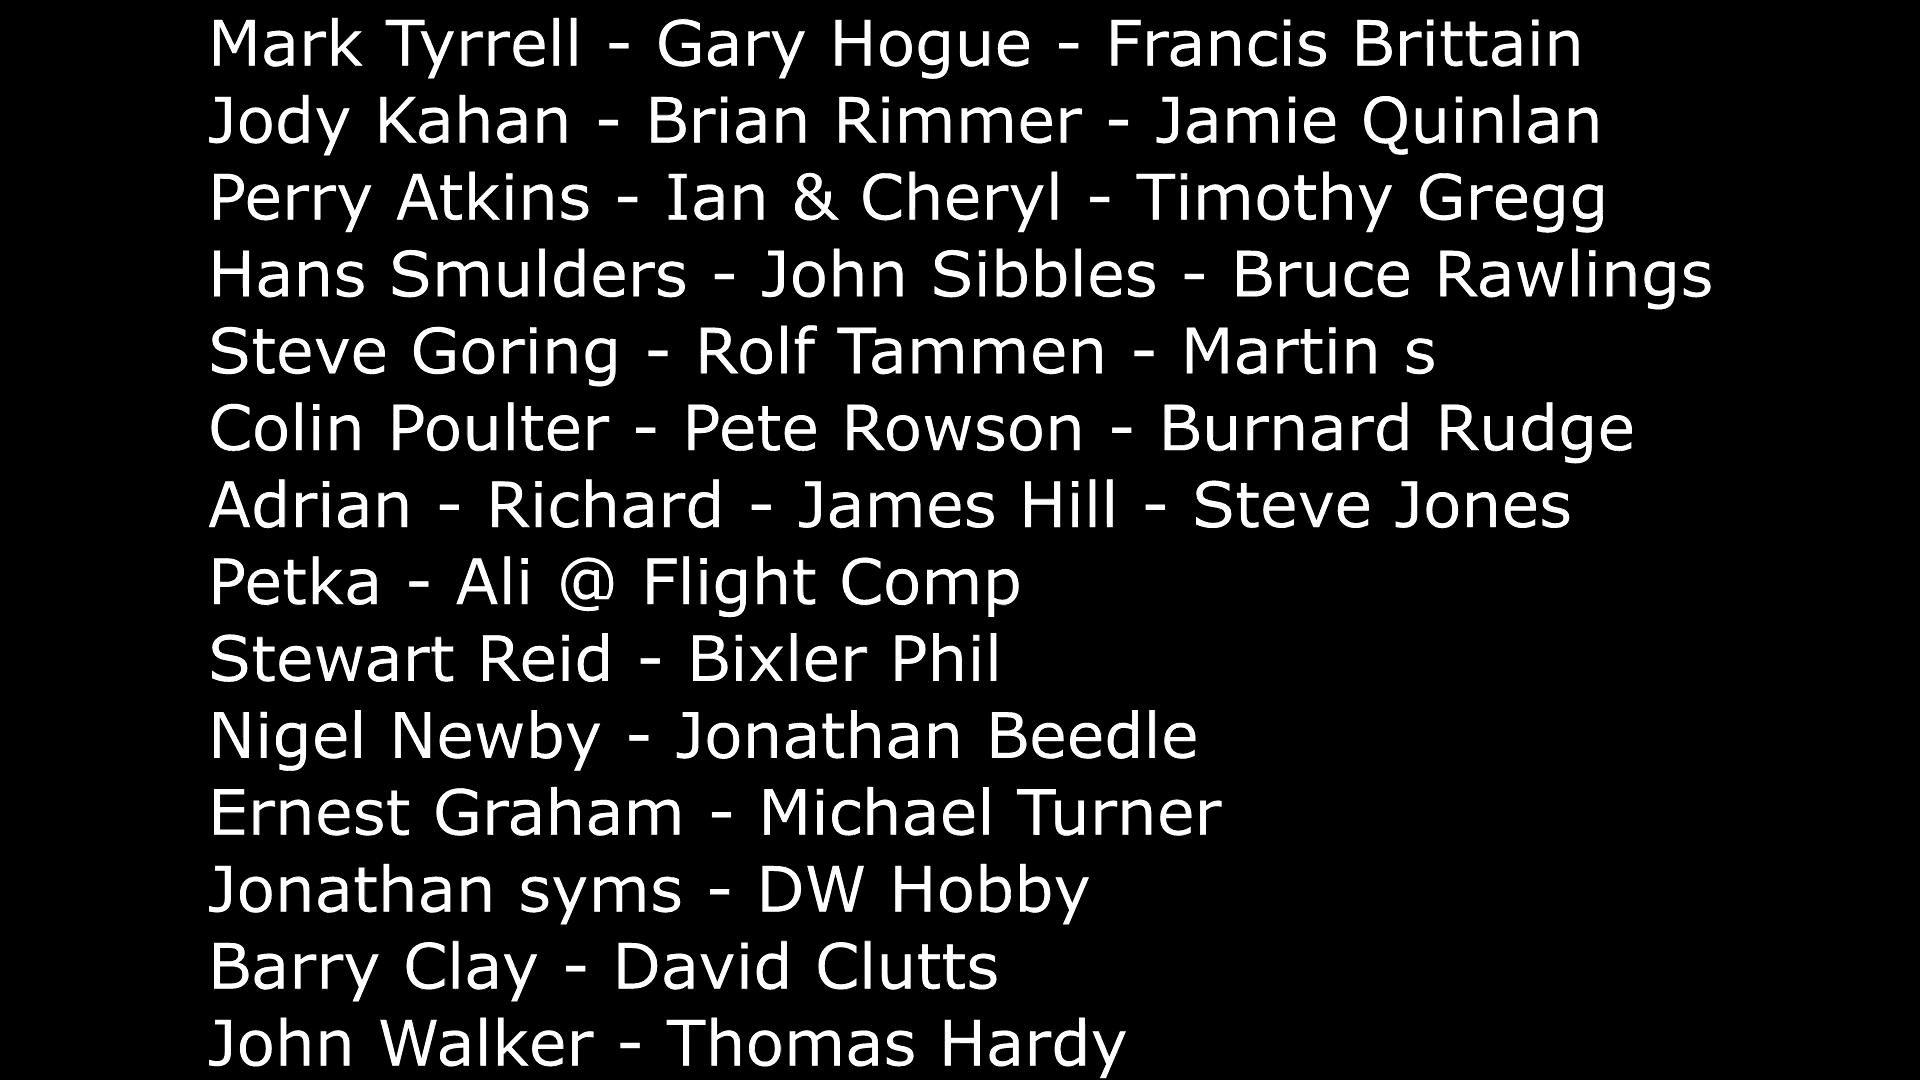 Mark Tyrrell - Gary Hogue - Francis Brittain
Jody Kahan - Brian Rimmer - Jamie Quinlan
Perry Atkins - Ian & Cheryl - Timothy Gregg
Hans Smulders - John Sibbles - Bruce Rawlings
Steve Goring - Rolf Tammen - Martin s
Colin Poulter - Pete Rowson - Burnard Rudge
Adrian - Richard - James Hill - Steve Jones
Petka - Ali @ Flight Comp
Stewart Reid - Bixler Phil
Nigel Newby - Jonathan Beedle
Ernest Graham - Michael Turner
Jonathan syms - DW Hobby
Barry Clay - David Clutts
John Walker - Thomas Hardy